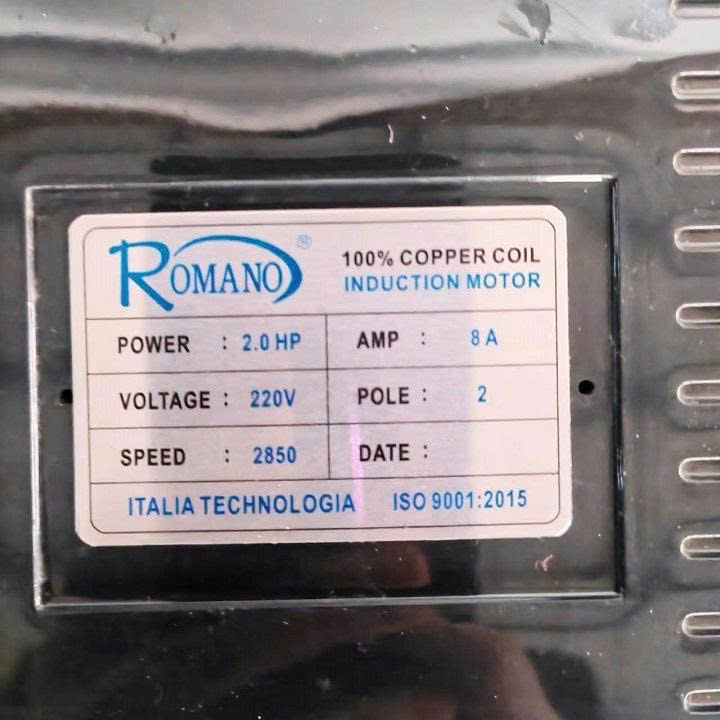 ROMANO ®
100% COPPER COIL
INDUCTION MOTOR
POWER : 2.0 HP AMP : 8 A
VOLTAGE : 220V POLE : 2
SPEED : 2850 DATE :
ITALIA TECHNOLOGIA ISO 9001:2015